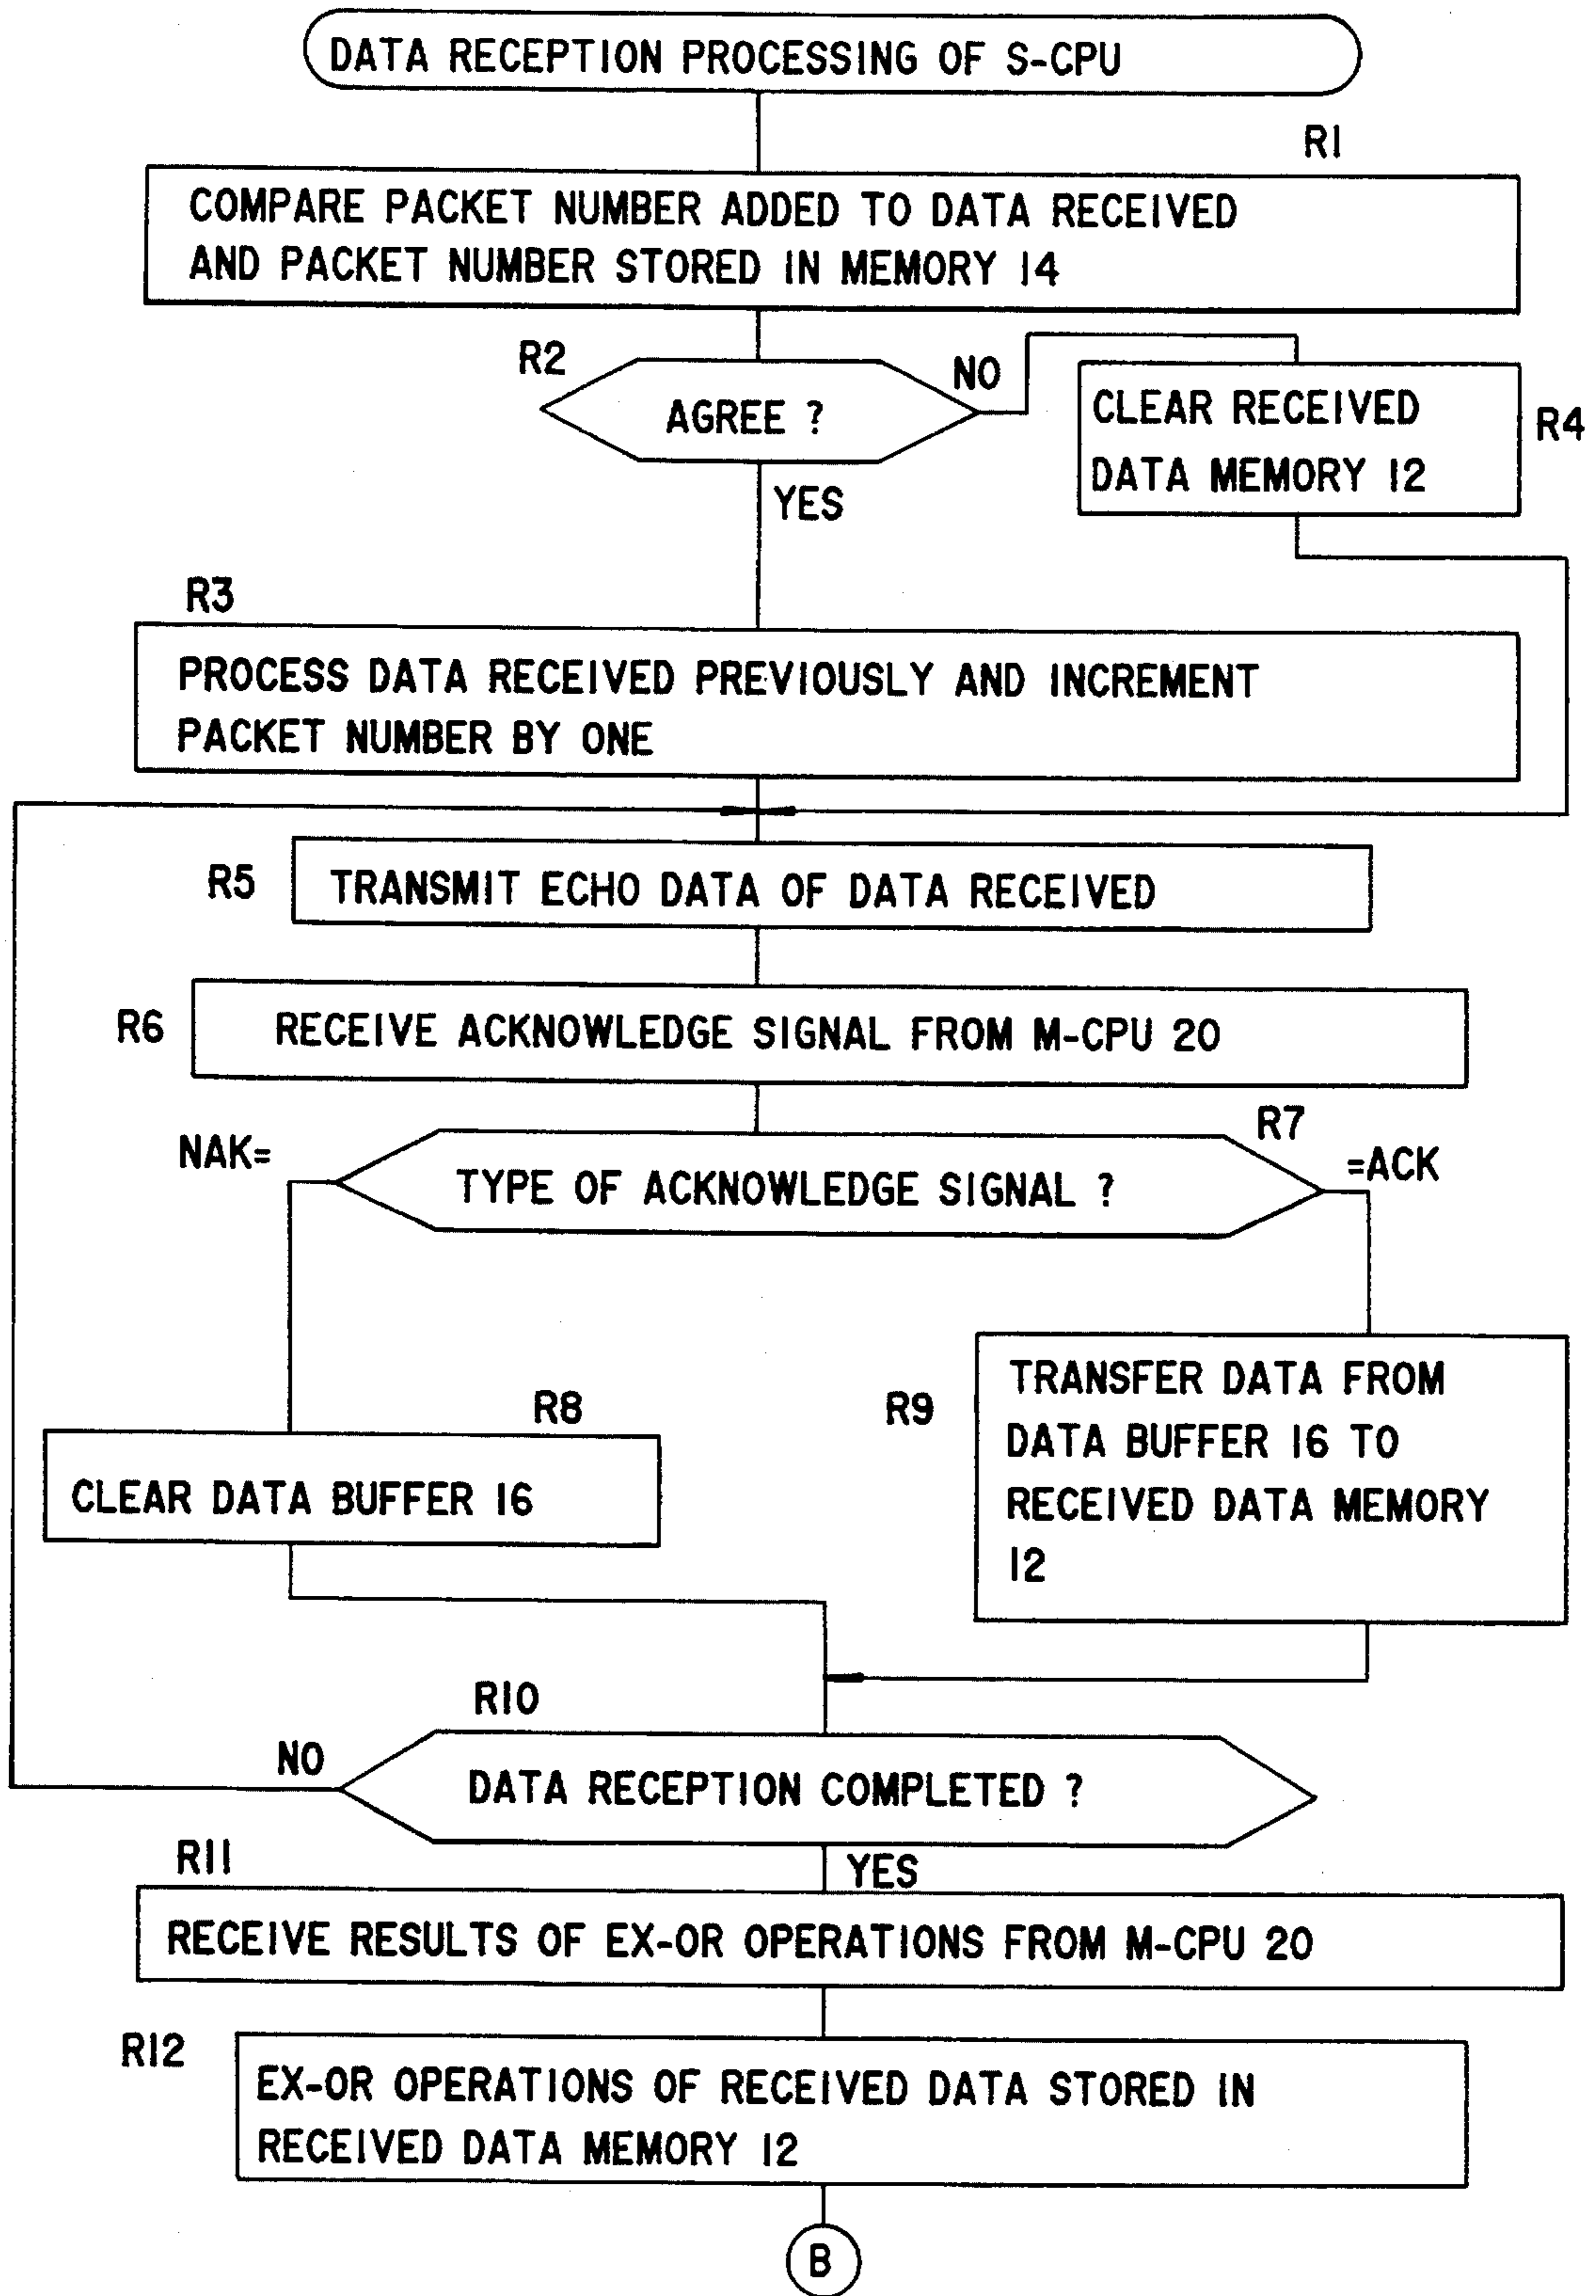 DATA RECEPTION PROCESSING OF S-CPU
R1
COMPARE PACKET NUMBER ADDED TO DATA RECEIVED
AND PACKET NUMBER STORED IN MEMORY 14
R2
AGREE ?
NO
CLEAR RECEIVED
DATA MEMORY 12
R4
YES
R3
PROCESS DATA RECEIVED PREVIOUSLY AND INCREMENT
PACKET NUMBER BY ONE
R5
TRANSMIT ECHO DATA OF DATA RECEIVED
R6
RECEIVE ACKNOWLEDGE SIGNAL FROM M-CPU 20
R7
NAK=
TYPE OF ACKNOWLEDGE SIGNAL ?
=ACK
R8
CLEAR DATA BUFFER 16
R9
TRANSFER DATA FROM
DATA BUFFER 16 TO
RECEIVED DATA MEMORY
12
R10
NO
DATA RECEPTION COMPLETED ?
YES
R11
RECEIVE RESULTS OF EX-OR OPERATIONS FROM M-CPU 20
R12
EX-OR OPERATIONS OF RECEIVED DATA STORED IN
RECEIVED DATA MEMORY 12
B